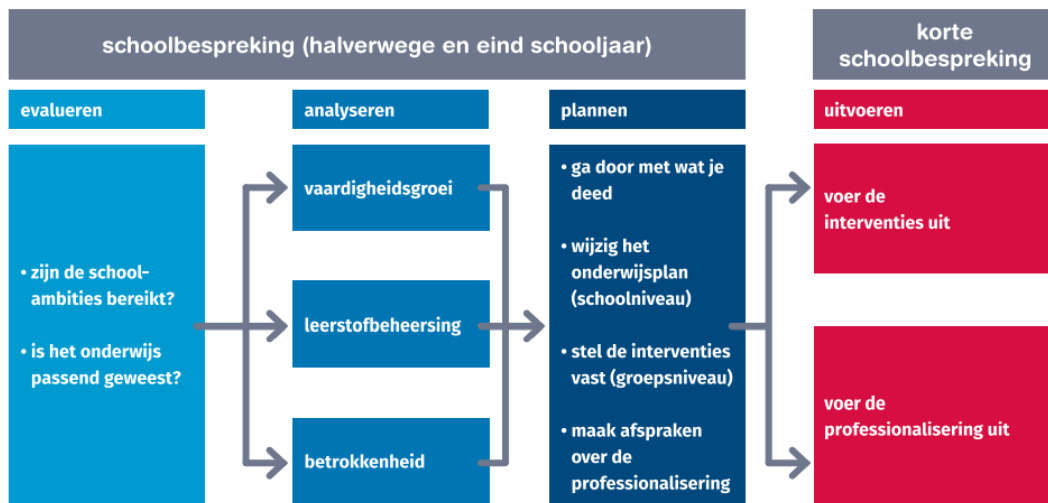 schoolbespreking (halverwege en eind schooljaar)
korte
schoolbespreking
evalueren
analyseren
plannen
uitvoeren
• zijn de school-
ambities bereikt?
• is het onderwijs
passend geweest?
vaardigheidsgroei
leerstofbeheersing
betrokkenheid
• ga door met wat je
deed
• wijzig het
onderwijsplan
(schoolniveau)
• stel de interventies
vast (groepsniveau)
• maak afspraken
over de
professionalisering
voer de
interventies uit
voer de
professionalisering uit